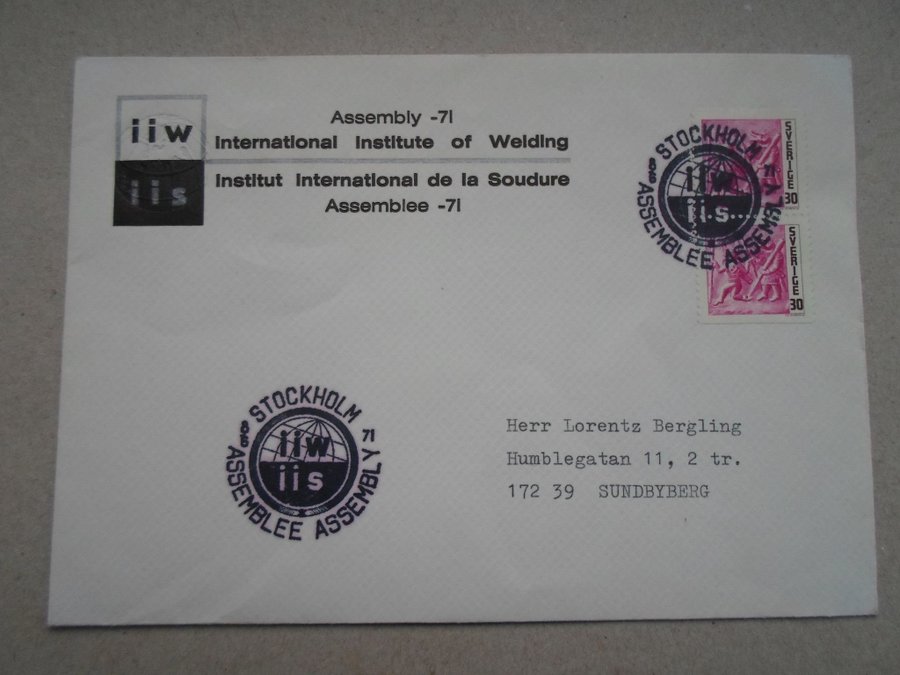 iiw
iis
Assembly -71
International Institute of Welding
Institut International de la Soudure
Assemblee -71
STOCKHOLM
71
iiw
iis
ASSEMBLEE ASSEMBLY
SVERIGE
30
SVERIGE
30
STOCKHOLM
71
iiw
iis
ASSEMBLEE ASSEMBLY
Herr Lorentz Bergling
Humblegatan 11, 2 tr.
172 39 SUNDBYBERG